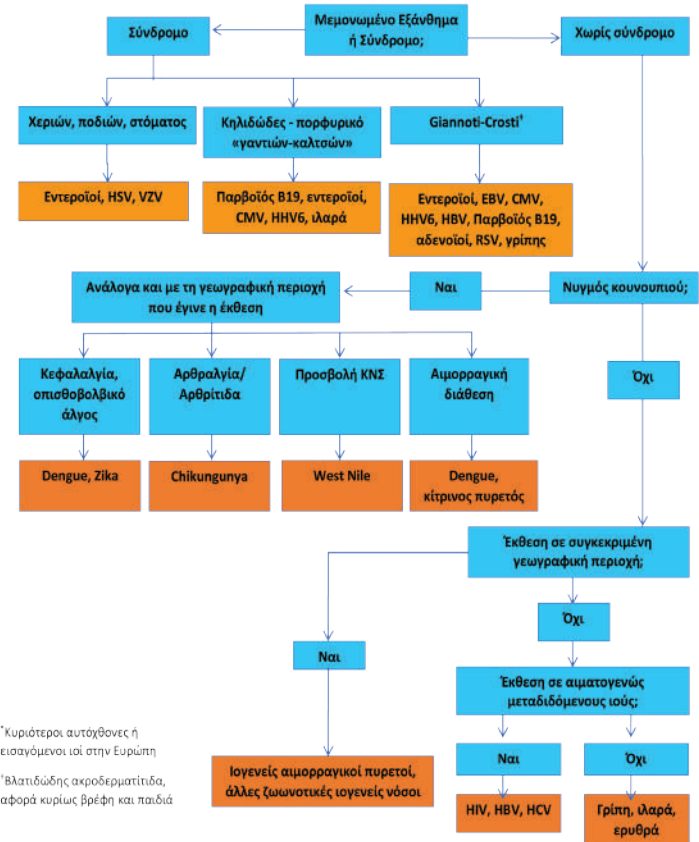 Μεμονωμένο Εξάνθημα
ή Σύνδρομο;
Σύνδρομο
Χωρίς σύνδρομο
Χεριών, ποδιών, στόματος
Κηλιδώδες - πορφυρικό
«γαντιών-καλτσών»
Giannoti-Crosti†
Εντεροϊοί, HSV, VZV
Παρβοϊός B19, εντεροϊοί,
CMV, HHV6, ιλαρά
Εντεροϊοί, EBV, CMV,
HHV6, HBV, Παρβοϊός B19,
αδενοϊοί, RSV, γρίπης
Ανάλογα και με τη γεωγραφική περιοχή
που έγινε η έκθεση
Ναι
Νυγμός κουνουπιού;
Κεφαλαλγία,
οπισθοβολβικό
άλγος
Αρθραλγία/
Αρθρίτιδα
Προσβολή ΚΝΣ
Αιμορραγική
διάθεση
Όχι
Dengue, Zika
Chikungunya
West Nile
Dengue,
κίτρινος πυρετός
Έκθεση σε συγκεκριμένη
γεωγραφική περιοχή;
Όχι
Ναι
Έκθεση σε αιματογενώς
μεταδιδόμενους ιούς;
Ναι
Όχι
Ιογενείς αιμορραγικοί πυρετοί,
άλλες ζωωνοτικές ιογενείς νόσοι
HIV, HBV, HCV
Γρίπη, ιλαρά,
ερυθρά
*Κυριότεροι αυτόχθονες ή
εισαγόμενοι ιοί στην Ευρώπη
†Βλατιδώδης ακροδερματίτιδα,
αφορά κυρίως βρέφη και παιδιά